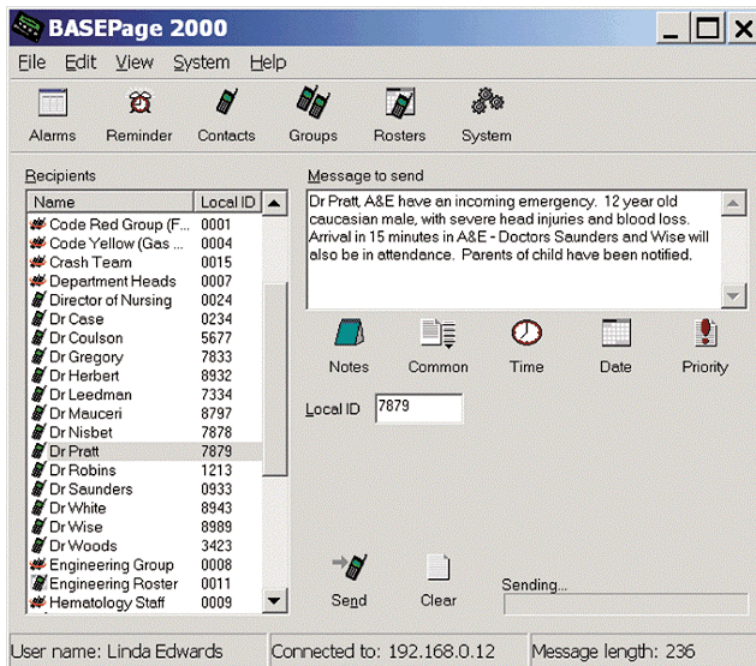 BASEPage 2000
File Edit View System Help
Alarms Reminder Contacts Groups Rosters System
Recipients
Name Local ID
Code Red Group (F... 0001
Code Yellow (Gas ... 0004
Crash Team 0015
Department Heads 0007
Director of Nursing 0024
Dr Case 0234
Dr Coulson 5677
Dr Gregory 7833
Dr Herbert 8932
Dr Leedman 7334
Dr Mauceri 8797
Dr Nisbet 7878
Dr Pratt 7879
Dr Robins 1213
Dr Saunders 0933
Dr White 8943
Dr Wise 8989
Dr Woods 3423
Engineering Group 0008
Engineering Roster 0011
Hematology Staff 0009
Message to send
Dr Pratt, A&E have an incoming emergency. 12 year old
caucasian male, with severe head injuries and blood loss.
Arrival in 15 minutes in A&E - Doctors Saunders and Wise will
also be in attendance. Parents of child have been notified.
Notes Common Time Date Priority
Local ID 7879
Send Clear Sending...
User name: Linda Edwards Connected to: 192.168.0.12 Message length: 236